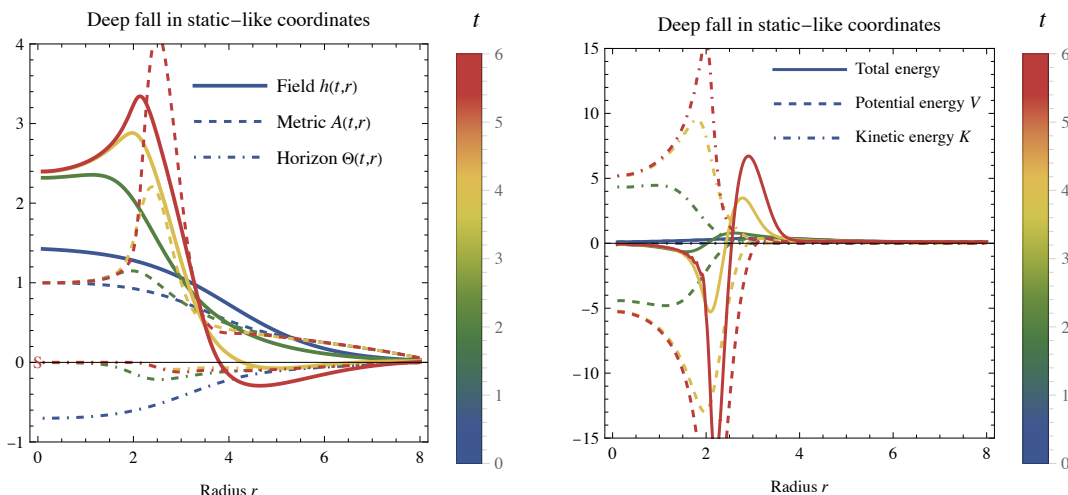 Deep fall in static-like coordinates
t
4
3
2
1
0
−1
Field h(t,r)
Metric A(t,r)
Horizon Θ(t,r)
S
0 2 4 6 8
Radius r
6
5
4
3
2
1
0
Deep fall in static-like coordinates
t
15
10
5
0
−5
−10
−15
Total energy
Potential energy V
Kinetic energy K
0 2 4 6 8
Radius r
6
5
4
3
2
1
0